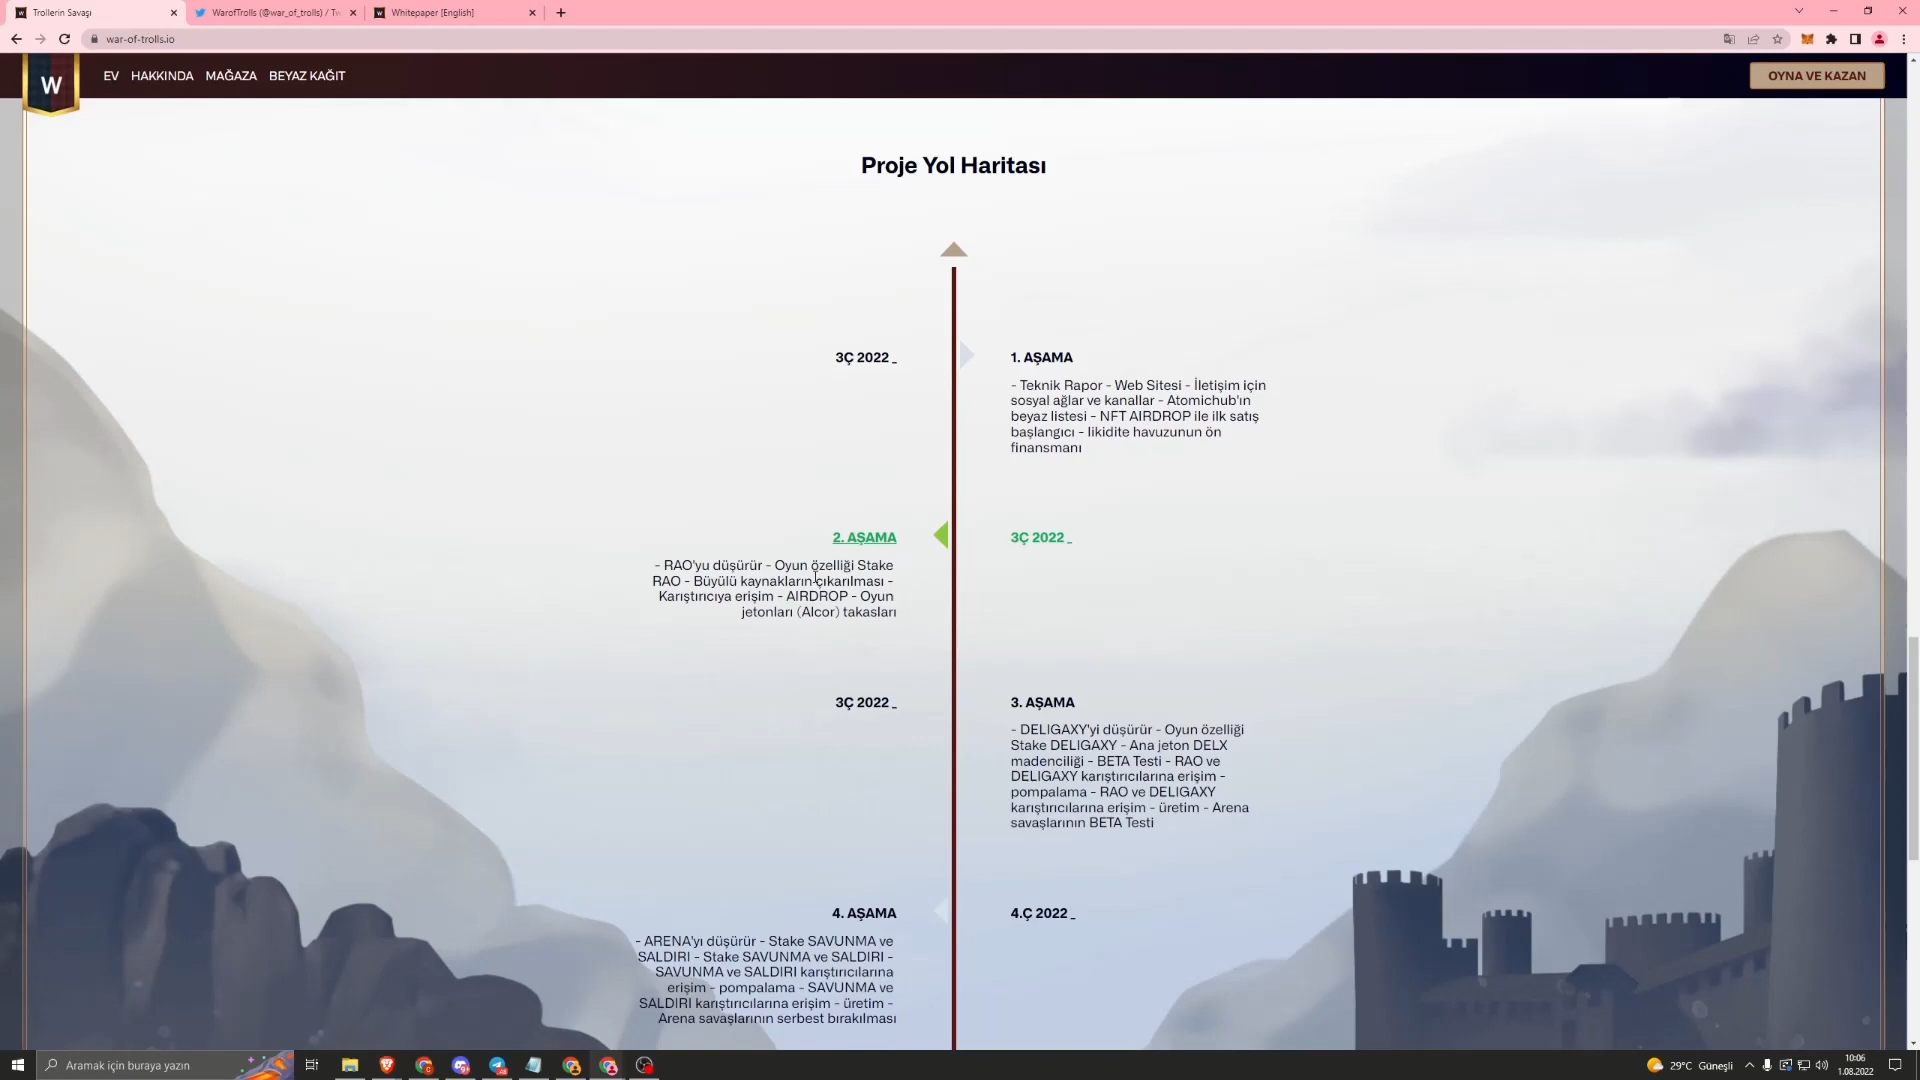 Trollerin Savaşı
WarofTrolls (@war_of_trolls) / Tw
Whitepaper [English]
war-of-trolls.io
W
EV
HAKKINDA
MAĞAZA
BEYAZ KAĞIT
OYNA VE KAZAN
Proje Yol Haritası
3Ç 2022 _
1. AŞAMA
- Teknik Rapor - Web Sitesi - İletişim için
sosyal ağlar ve kanallar - Atomichub'ın
beyaz listesi - NFT AIRDROP ile ilk satış
başlangıcı - likidite havuzunun ön
finansmanı
2. AŞAMA
3Ç 2022 _
- RAO'yu düşürür - Oyun özelliği Stake
RAO - Büyülü kaynakların çıkarılması -
Karıştırıcıya erişim - AIRDROP - Oyun
jetonları (Alcor) takasları
3Ç 2022 _
3. AŞAMA
- DELIGAXY'yi düşürür - Oyun özelliği
Stake DELIGAXY - Ana jeton DELX
madenciliği - BETA Testi - RAO ve
DELIGAXY karıştırıcılarına erişim -
pompalama - RAO ve DELIGAXY
karıştırıcılarına erişim - üretim - Arena
savaşlarının BETA Testi
4. AŞAMA
4.Ç 2022 _
- ARENA'yı düşürür - Stake SAVUNMA ve
SALDIRI - Stake SAVUNMA ve SALDIRI -
SAVUNMA ve SALDIRI karıştırıcılarına
erişim - pompalama - SAVUNMA ve
SALDIRI karıştırıcılarına erişim - üretim -
Arena savaşlarının serbest bırakılması
Aramak için buraya yazın
29°C Güneşli
10:06
1.08.2022